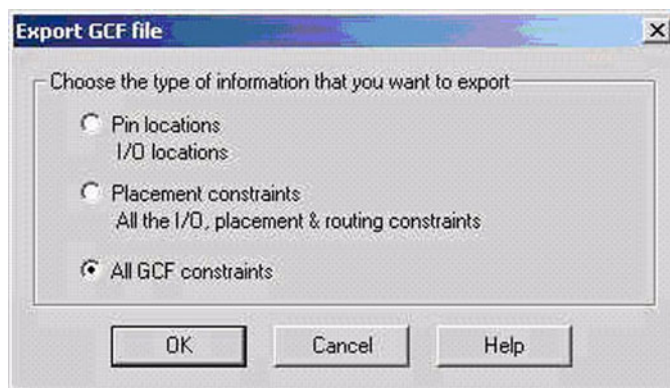 Export GCF file
Choose the type of information that you want to export
Pin locations
I/O locations
Placement constraints
All the I/O, placement & routing constraints
All GCF constraints
OK Cancel Help